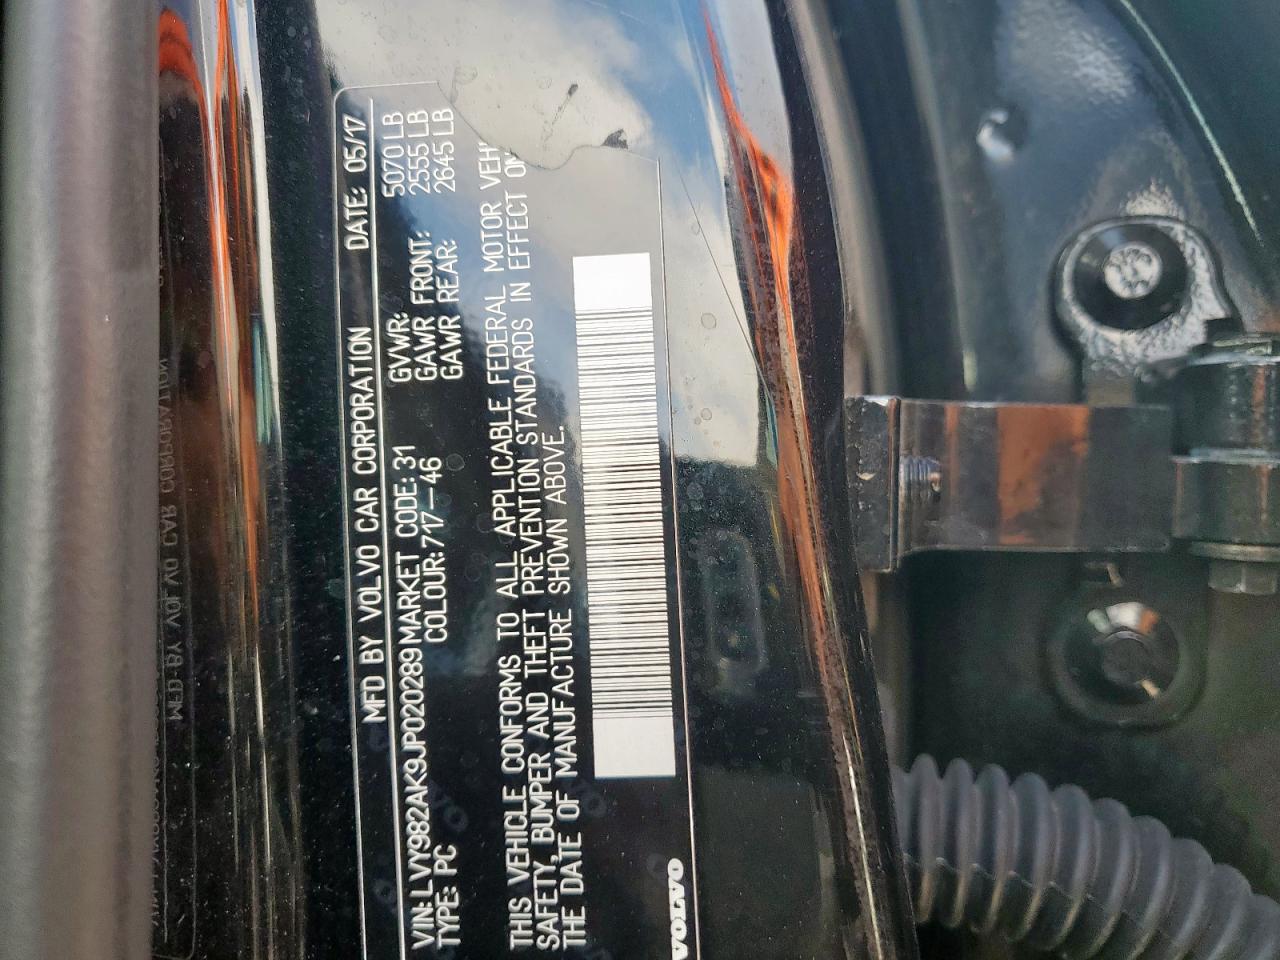 MFD BY VOLVO CAR CORPORATION DATE: 05/17
VIN: LVY982AK9JP020289 MARKET CODE: 31 GVWR: 5070 LB
TYPE: PC COLOUR: 717-46 GAWR FRONT: 2555 LB
GAWR REAR: 2645 LB
THIS VEHICLE CONFORMS TO ALL APPLICABLE FEDERAL MOTOR VEH
SAFETY, BUMPER AND THEFT PREVENTION STANDARDS IN EFFECT ON
THE DATE OF MANUFACTURE SHOWN ABOVE.
VOLVO